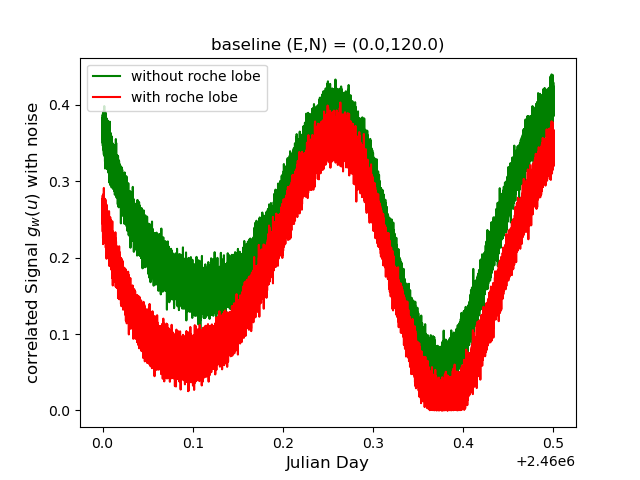 baseline (E,N) = (0.0,120.0)
without roche lobe
with roche lobe
correlated Signal g_w(u) with noise
0.4
0.3
0.2
0.1
0.0
0.0 0.1 0.2 0.3 0.4 0.5
+2.46e6
Julian Day